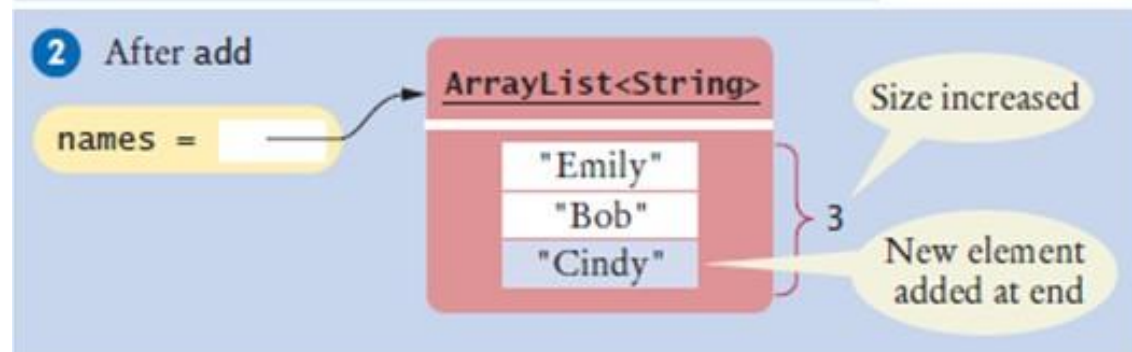 2 After add
names =
ArrayList<String>
"Emily"
"Bob"
"Cindy"
3
Size increased
New element
added at end